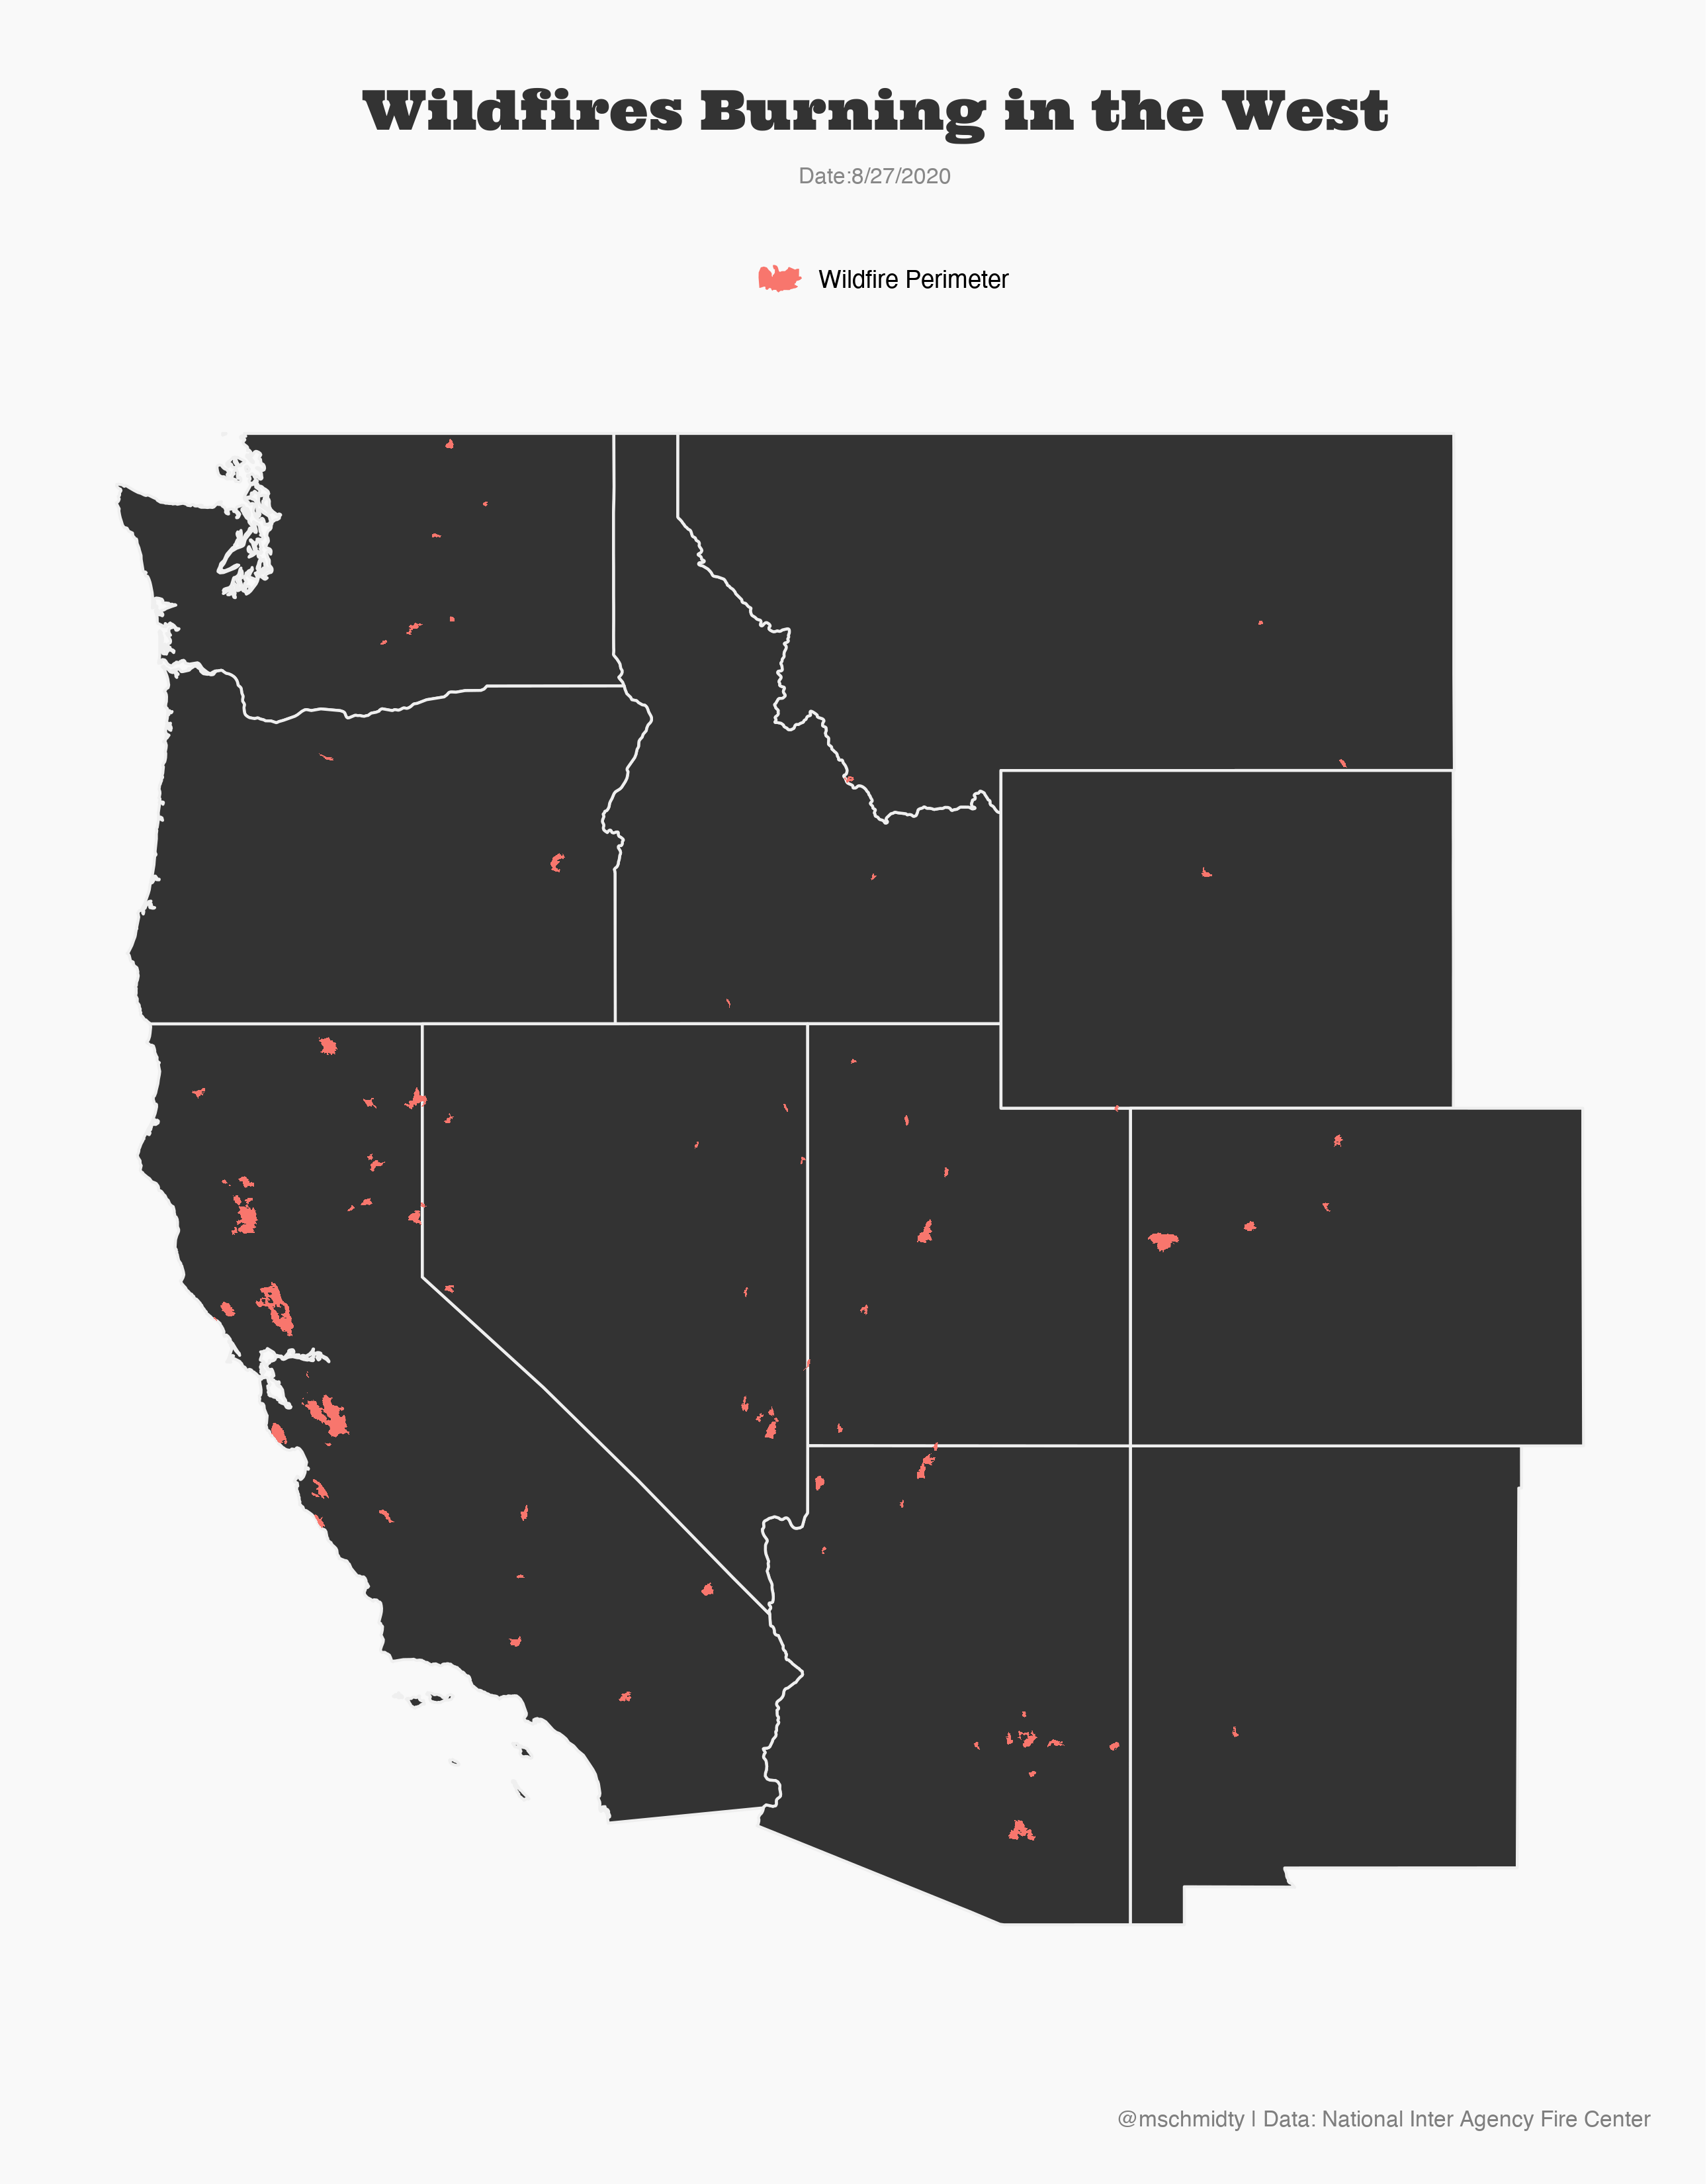 Wildfires Burning in the West
Date:8/27/2020
Wildfire Perimeter
@mschmidty | Data: National Inter Agency Fire Center